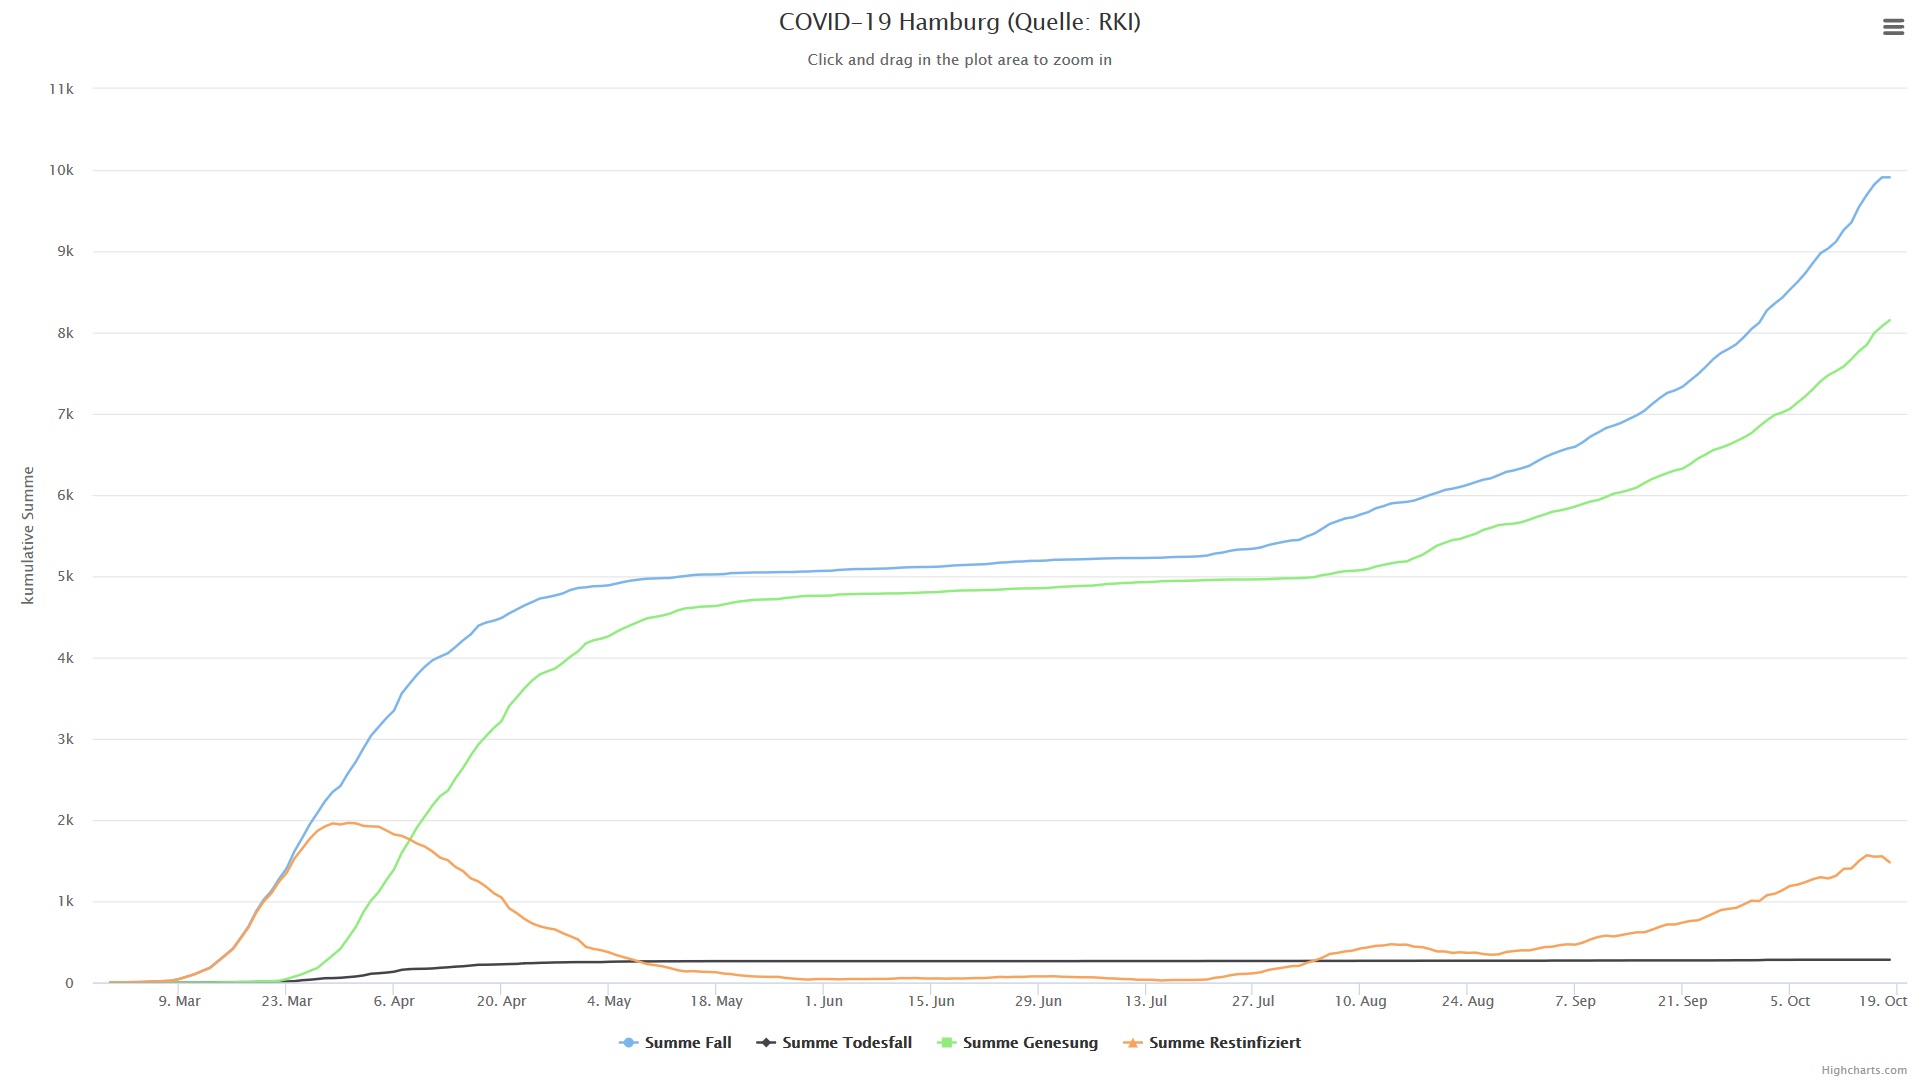 COVID-19 Hamburg (Quelle: RKI)
Click and drag in the plot area to zoom in
kumulative Summe
11k
10k
9k
8k
7k
6k
5k
4k
3k
2k
1k
0
9. Mar 23. Mar 6. Apr 20. Apr 4. May 18. May 1. Jun 15. Jun 29. Jun 13. Jul 27. Jul 10. Aug 24. Aug 7. Sep 21. Sep 5. Oct 19. Oct
Summe Fall Summe Todesfall Summe Genesung Summe Restinfiziert
Highcharts.com